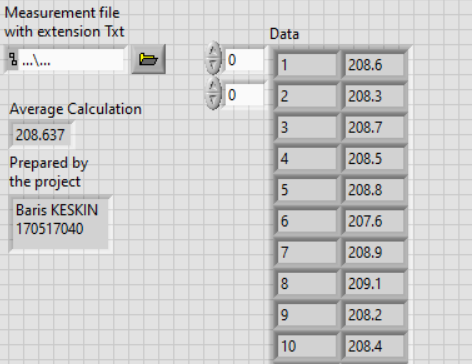 Measurement file
with extension Txt
...\...
Average Calculation
208.637
Prepared by
the project
Baris KESKIN
170517040
0
0
Data
1 208.6
2 208.3
3 208.7
4 208.5
5 208.8
6 207.6
7 208.9
8 209.1
9 208.2
10 208.4